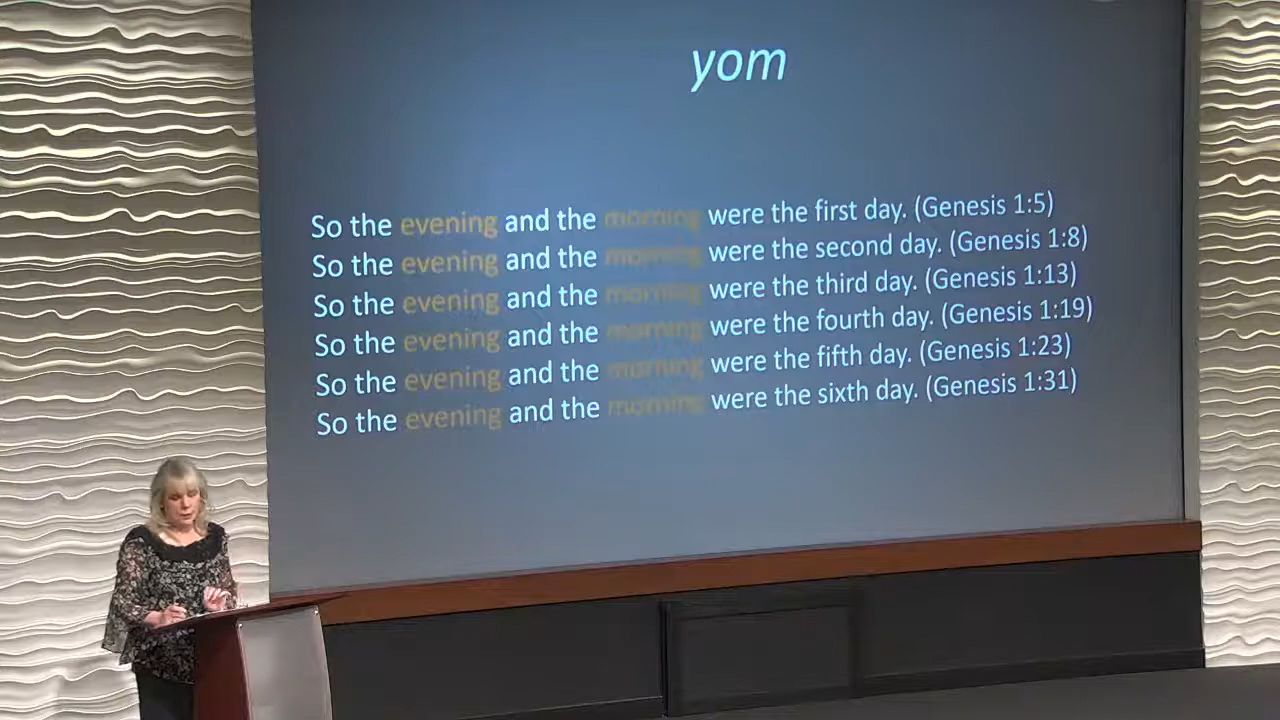 yom
So the evening and the morning were the first day. (Genesis 1:5)
So the evening and the morning were the second day. (Genesis 1:8)
So the evening and the morning were the third day. (Genesis 1:13)
So the evening and the morning were the fourth day. (Genesis 1:19)
So the evening and the morning were the fifth day. (Genesis 1:23)
So the evening and the morning were the sixth day. (Genesis 1:31)